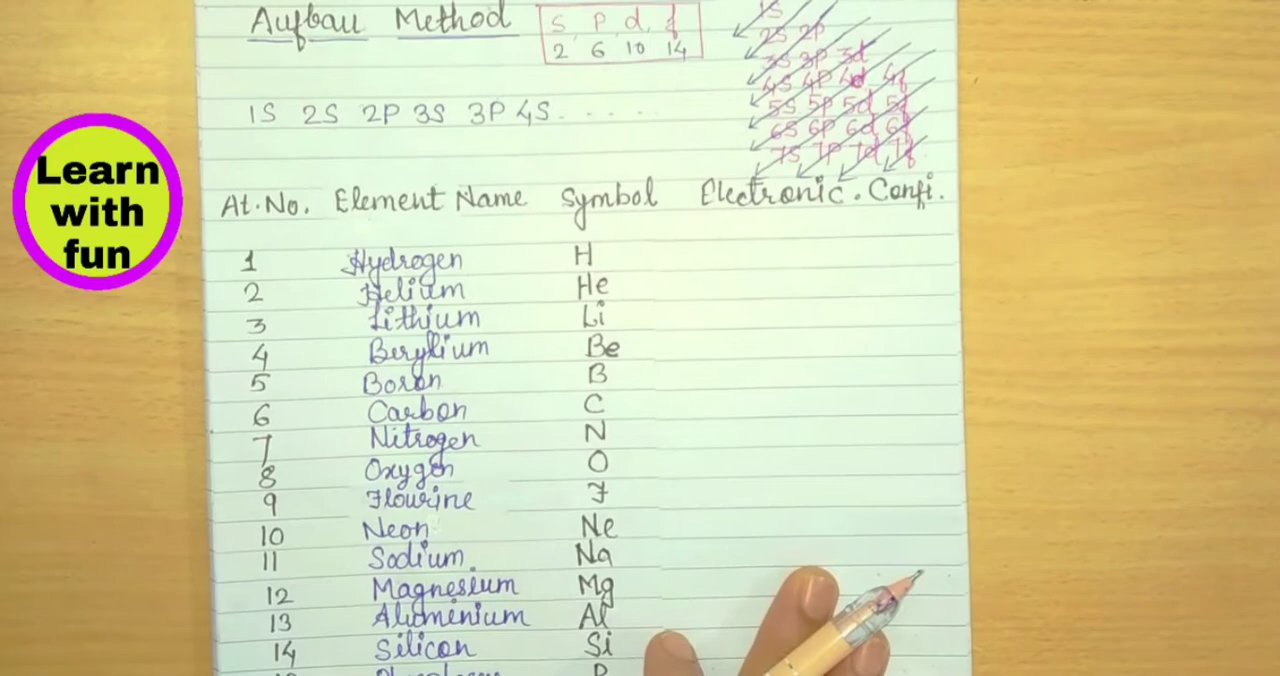 Aufbau Method
S P d f
2 6 10 14
1S
2S 2P
3S 3P 3d
4S 4P 4d 4f
5S 5P 5d 5f
6S 6P 6d 6f
7S 7P 7d 7f
1S 2S 2P 3S 3P 4S . . . . .
Learn
with
fun
At. No. Element Name Symbol Electronic . Confi.
1 Hydrogen H
2 Helium He
3 Lithium Li
4 Berylium Be
5 Boron B
6 Carbon C
7 Nitrogen N
8 Oxygen O
9 Flourine F
10 Neon Ne
11 Sodium. Na
12 Magnesium Mg
13 Aluminium Al
14 Silicon Si